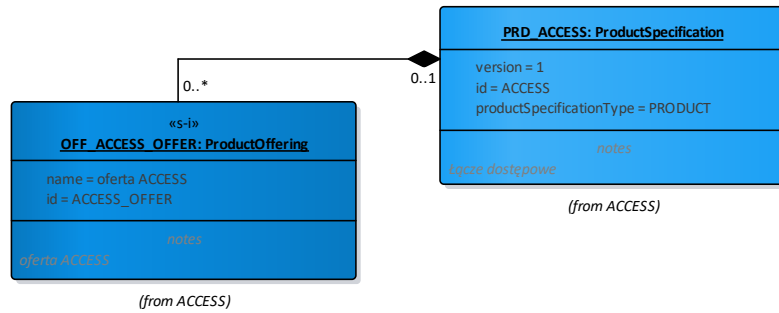 PRD_ACCESS: ProductSpecification
version = 1
id = ACCESS
productSpecificationType = PRODUCT
notes
Łącze dostępowe
(from ACCESS)
0..1
0..*
«s-i»
OFF_ACCESS_OFFER: ProductOffering
name = oferta ACCESS
id = ACCESS_OFFER
notes
oferta ACCESS
(from ACCESS)